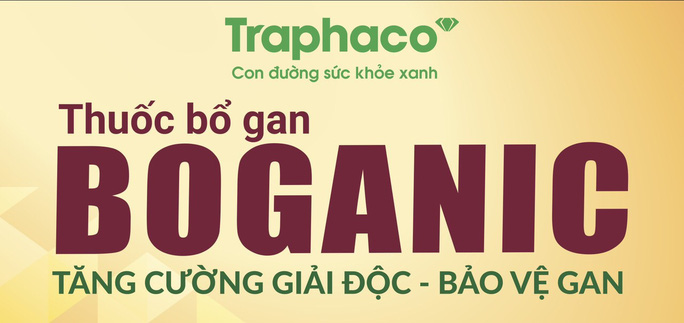 Traphaco
Con đường sức khỏe xanh
Thuốc bổ gan
BOGANIC
TĂNG CƯỜNG GIẢI ĐỘC - BẢO VỆ GAN